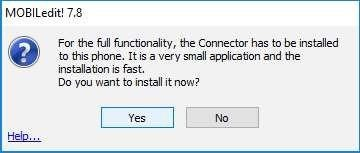 MOBILedit! 7.8
For the full functionality, the Connector has to be installed
to this phone. It is a very small application and the
installation is fast.
Do you want to install it now?
Yes
No
Help...